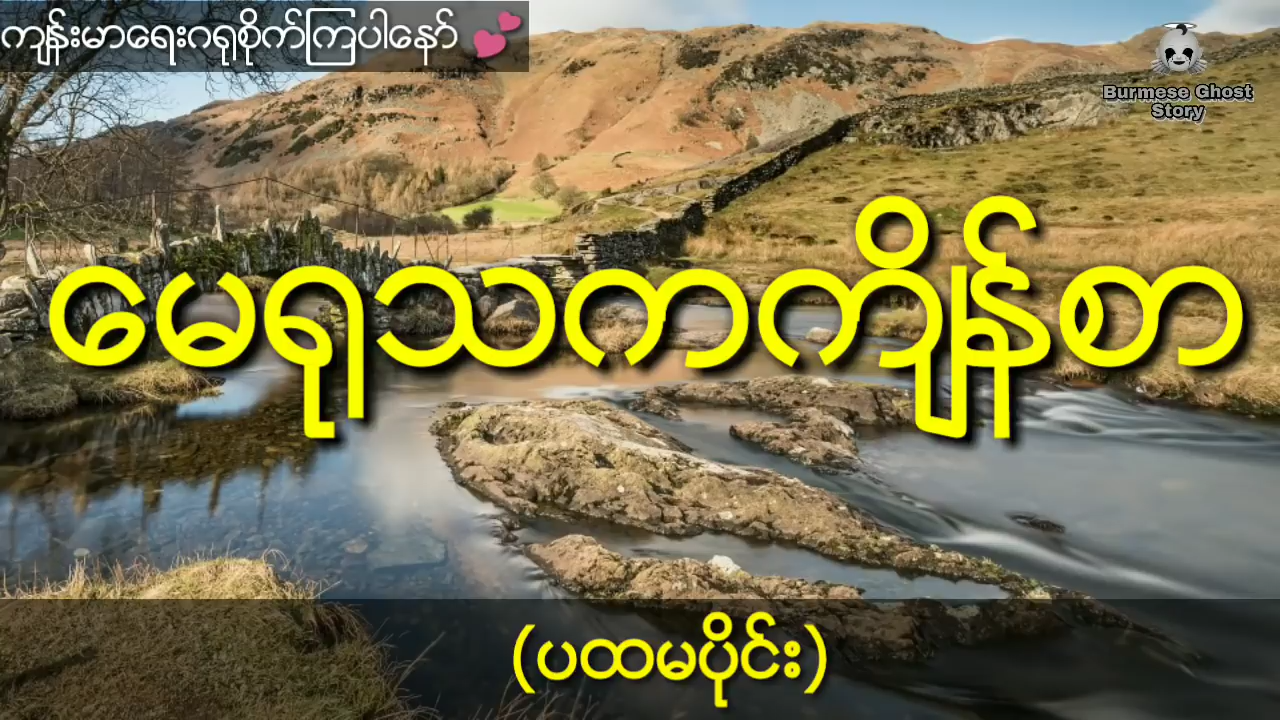 ကျန်းမာရေးဂရုစိုက်ကြပါနော် 💕
Burmese Ghost
Story
မေရုသကကျိန်စာ
(ပထမပိုင်း)